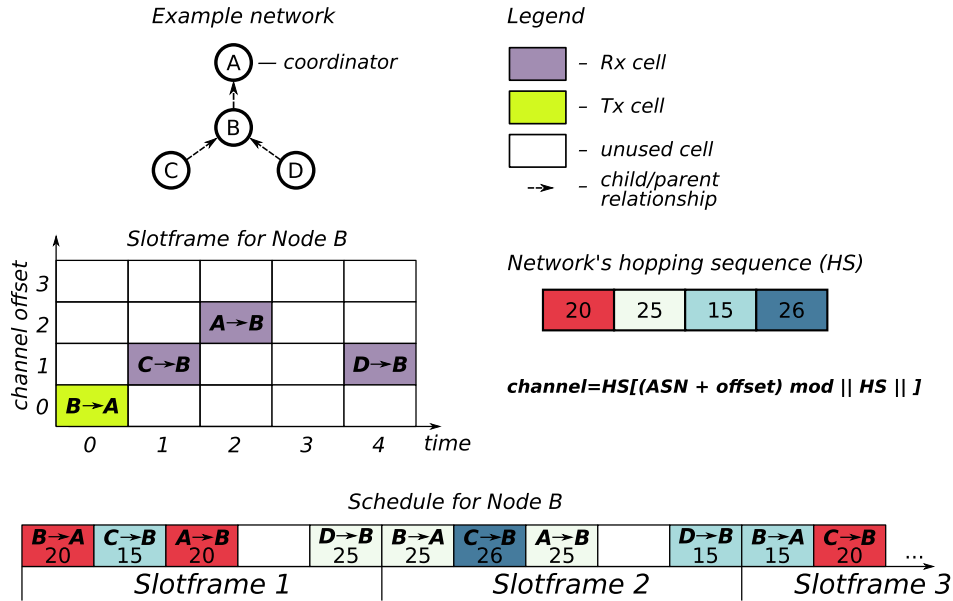 Example network
A — coordinator
B
C D
Legend
– Rx cell
– Tx cell
– unused cell
– child/parent
relationship
Slotframe for Node B
channel offset
3
2 A→B
1 C→B D→B
0 B→A
0 1 2 3 4 time
Network's hopping sequence (HS)
20 25 15 26
channel=HS[(ASN + offset) mod || HS || ]
Schedule for Node B
B→A C→B A→B D→B B→A C→B A→B D→B B→A C→B
20 15 20 25 25 26 25 15 15 20 ...
Slotframe 1 Slotframe 2 Slotframe 3